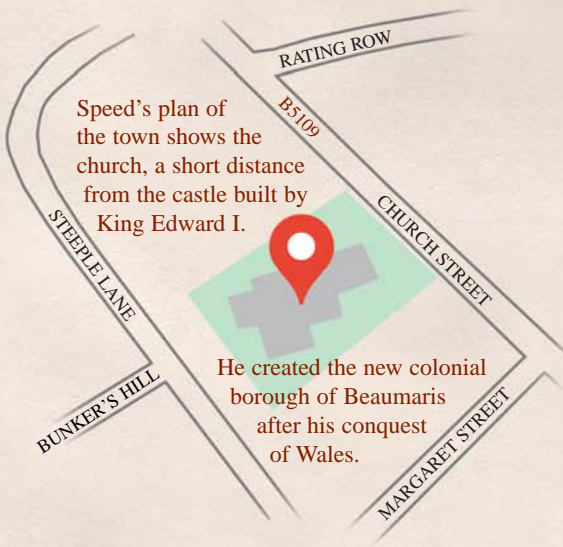 RATING ROW
B5109
Speed's plan of
the town shows the
church, a short distance
from the castle built by
King Edward I.
CHURCH STREET
STEEPLE LANE
He created the new colonial
borough of Beaumaris
after his conquest
of Wales.
BUNKER'S HILL
MARGARET STREET